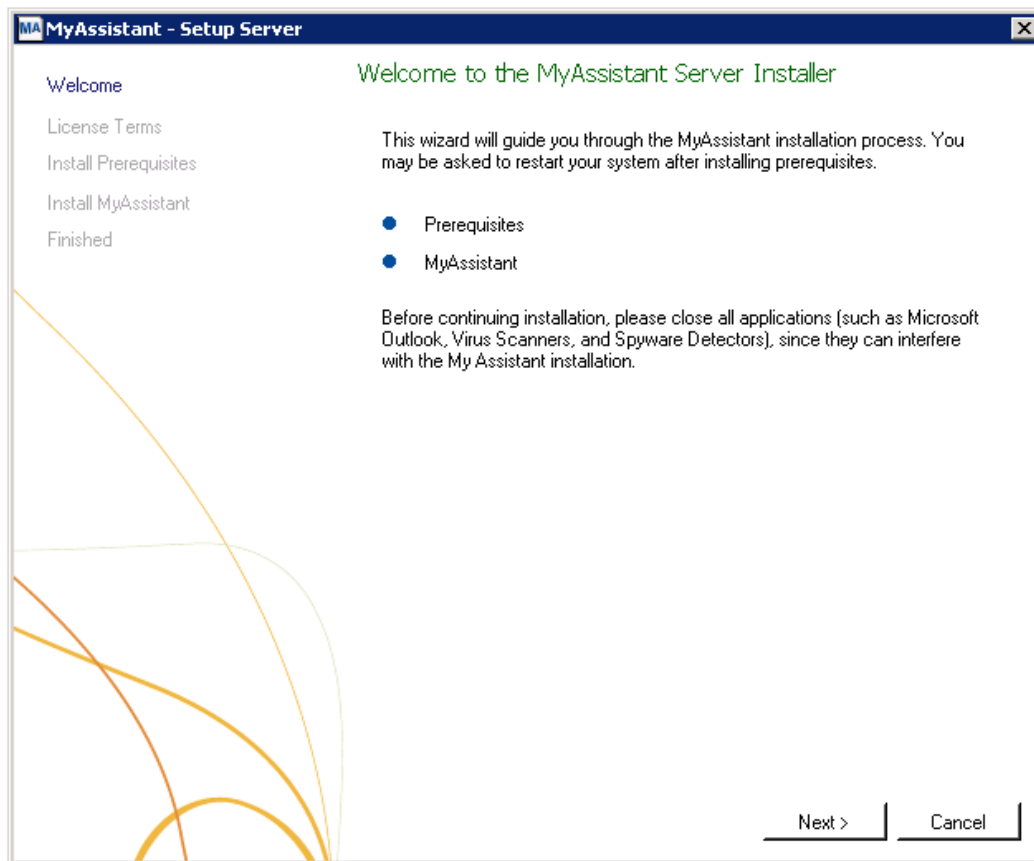 MA MyAssistant - Setup Server
Welcome
License Terms
Install Prerequisites
Install MyAssistant
Finished
Welcome to the MyAssistant Server Installer
This wizard will guide you through the MyAssistant installation process. You
may be asked to restart your system after installing prerequisites.
Prerequisites
MyAssistant
Before continuing installation, please close all applications (such as Microsoft
Outlook, Virus Scanners, and Spyware Detectors), since they can interfere
with the My Assistant installation.
Next >
Cancel